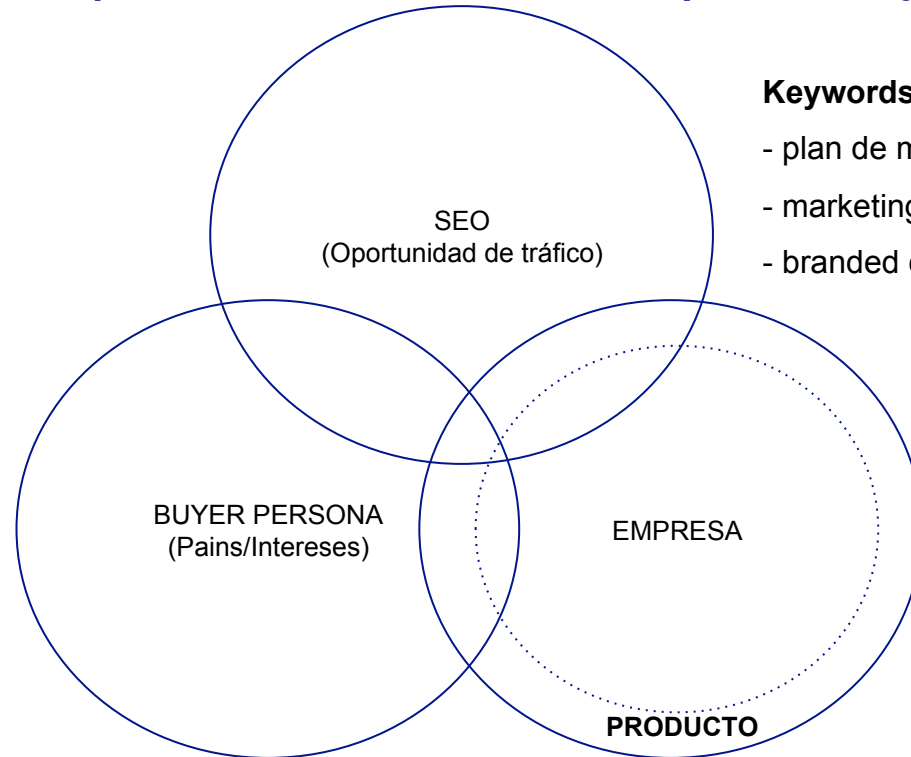 Keywords
- plan de
- marketing
- branded
SEO
(Oportunidad de tráfico)
BUYER PERSONA
(Pains/Intereses)
EMPRESA
PRODUCTO